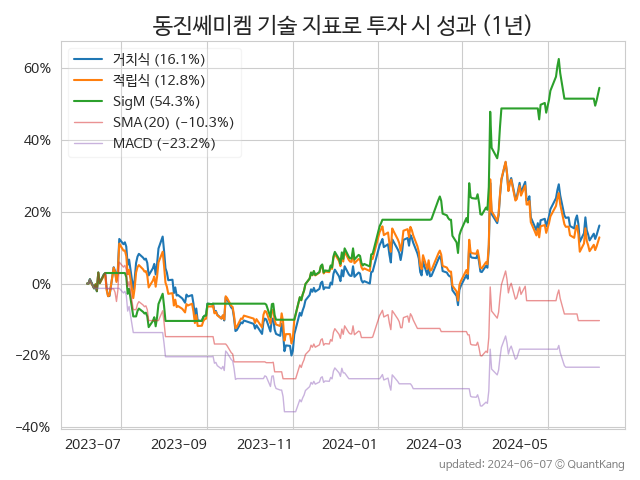 동진쎄미켐 기술 지표로 투자 시 성과 (1년)
거치식 (16.1%)
적립식 (12.8%)
SigM (54.3%)
SMA(20) (−10.3%)
MACD (−23.2%)
60%
40%
20%
0%
−20%
−40%
2023-07 2023-09 2023-11 2024-01 2024-03 2024-05
updated: 2024-06-07 © QuantKang